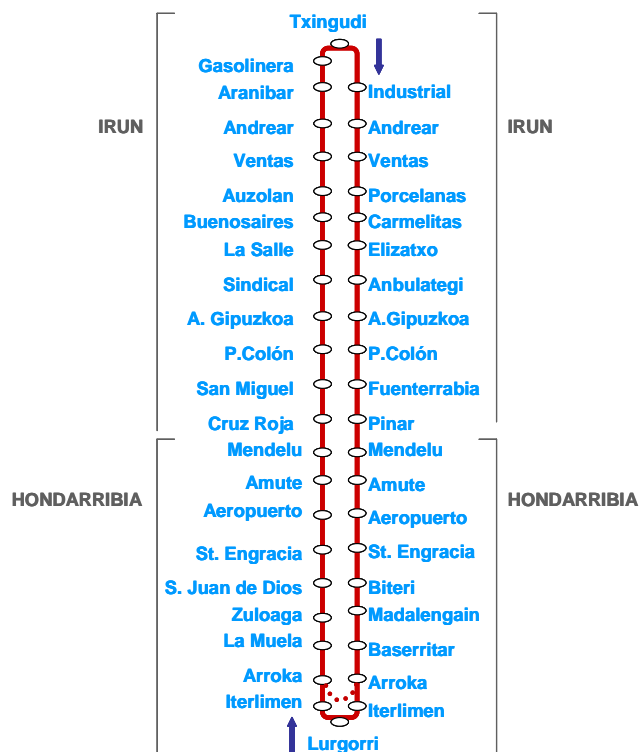 Txingudi
Gasolinera
Aranibar
Industrial
IRUN
Andrear
Andrear
IRUN
Ventas
Ventas
Auzolan
Porcelanas
Buenosaires
Carmelitas
La Salle
Elizatxo
Sindical
Anbulategi
A. Gipuzkoa
A.Gipuzkoa
P.Colón
P.Colón
San Miguel
Fuenterrabia
Cruz Roja
Pinar
Mendelu
Mendelu
Amute
Amute
HONDARRIBIA
HONDARRIBIA
Aeropuerto
Aeropuerto
St. Engracia
St. Engracia
S. Juan de Dios
Biteri
Zuloaga
Madalengain
La Muela
Baserritar
Arroka
Arroka
Iterlimen
Iterlimen
Lurgorri